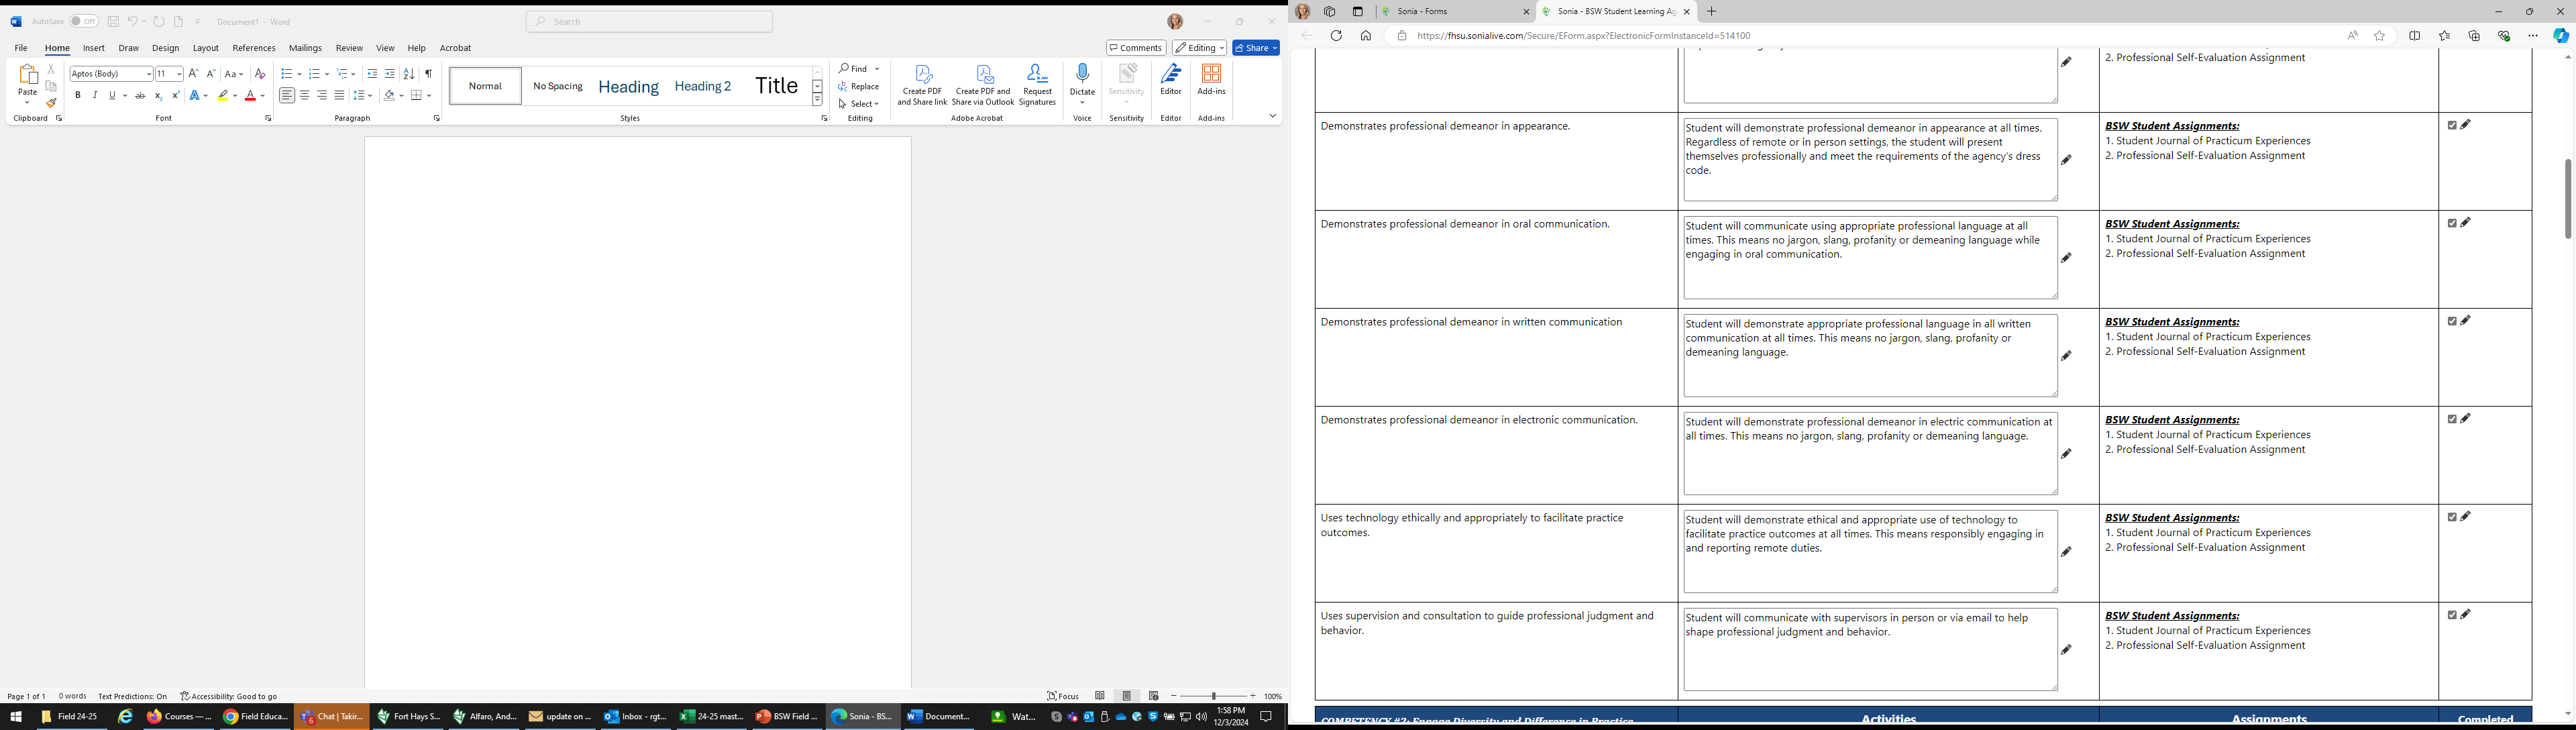 AutoSave Off Document1 - Word Search
File Home Insert Draw Design Layout References Mailings Review View Help Acrobat Comments Editing Share
Paste
Clipboard
Aptos (Body) 11
Font
Paragraph
Normal No Spacing Heading Heading 2 Title
Styles
Find
Replace
Select
Editing
Create PDF and Share link
Create PDF and Share via Outlook
Request Signatures
Adobe Acrobat
Dictate
Voice
Sensitivity
Sensitivity
Editor
Editor
Add-ins
Add-ins
Page 1 of 1 0 words Text Predictions: On Accessibility: Good to go Focus 100%
Field 24-25 Courses — ... Field Educa... Chat | Takir... Fort Hays S... Alfaro, And... update on ... Inbox - rgt... 24-25 mast... BSW Field ... Sonia - BS... Document... Wat... 1:58 PM
12/3/2024
Sonia - Forms Sonia - BSW Student Learning Ag
https://fhsu.sonialive.com/Secure/EForm.aspx?ElectronicFormInstanceId=514100
2. Professional Self-Evaluation Assignment
Demonstrates professional demeanor in appearance.
Student will demonstrate professional demeanor in appearance at all times.
Regardless of remote or in person settings, the student will present
themselves professionally and meet the requirements of the agency's dress
code.
BSW Student Assignments:
1. Student Journal of Practicum Experiences
2. Professional Self-Evaluation Assignment
Demonstrates professional demeanor in oral communication.
Student will communicate using appropriate professional language at all
times. This means no jargon, slang, profanity or demeaning language while
engaging in oral communication.
BSW Student Assignments:
1. Student Journal of Practicum Experiences
2. Professional Self-Evaluation Assignment
Demonstrates professional demeanor in written communication
Student will demonstrate appropriate professional language in all written
communication at all times. This means no jargon, slang, profanity or
demeaning language.
BSW Student Assignments:
1. Student Journal of Practicum Experiences
2. Professional Self-Evaluation Assignment
Demonstrates professional demeanor in electronic communication.
Student will demonstrate professional demeanor in electric communication at
all times. This means no jargon, slang, profanity or demeaning language.
BSW Student Assignments:
1. Student Journal of Practicum Experiences
2. Professional Self-Evaluation Assignment
Uses technology ethically and appropriately to facilitate practice
outcomes.
Student will demonstrate ethical and appropriate use of technology to
facilitate practice outcomes at all times. This means responsibly engaging in
and reporting remote duties.
BSW Student Assignments:
1. Student Journal of Practicum Experiences
2. Professional Self-Evaluation Assignment
Uses supervision and consultation to guide professional judgment and
behavior.
Student will communicate with supervisors in person or via email to help
shape professional judgment and behavior.
BSW Student Assignments:
1. Student Journal of Practicum Experiences
2. Professional Self-Evaluation Assignment
COMPETENCY #2: Engage Diversity and Difference in Practice Activities Assignments Completed